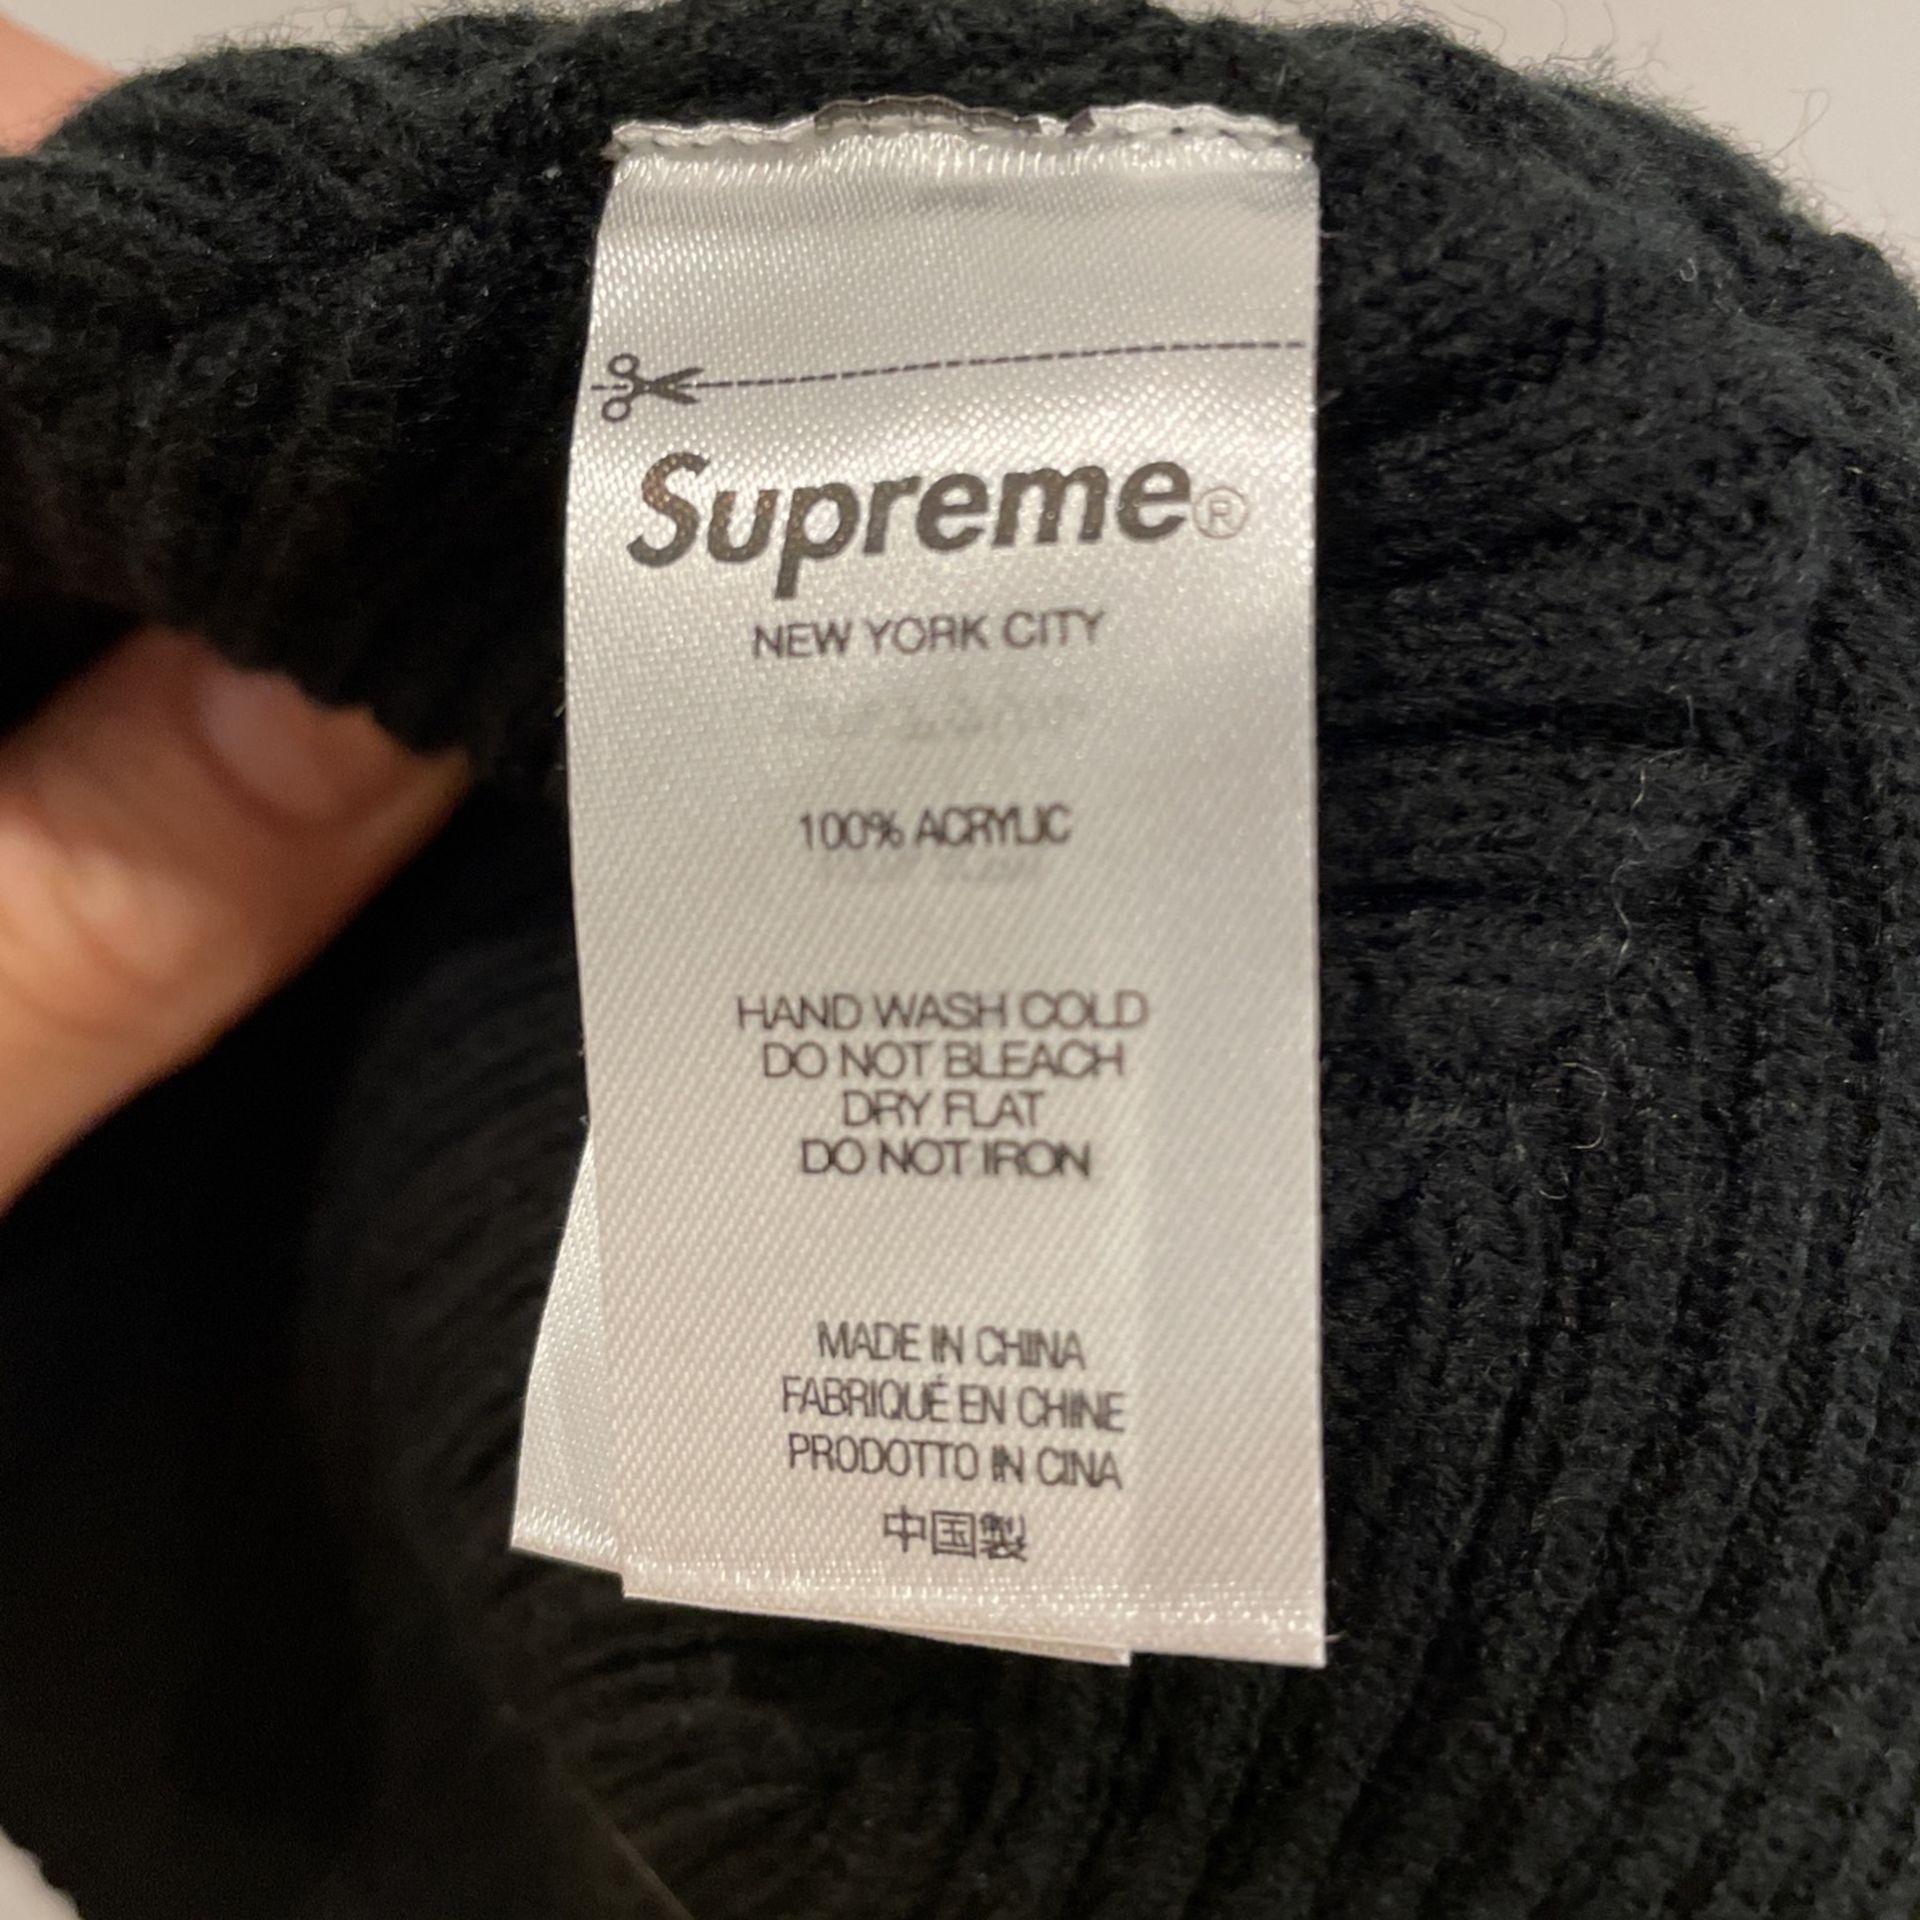 Supreme®
NEW YORK CITY
100% ACRYLIC
HAND WASH COLD
DO NOT BLEACH
DRY FLAT
DO NOT IRON
MADE IN CHINA
FABRIQUÉ EN CHINE
PRODOTTO IN CINA
中国製